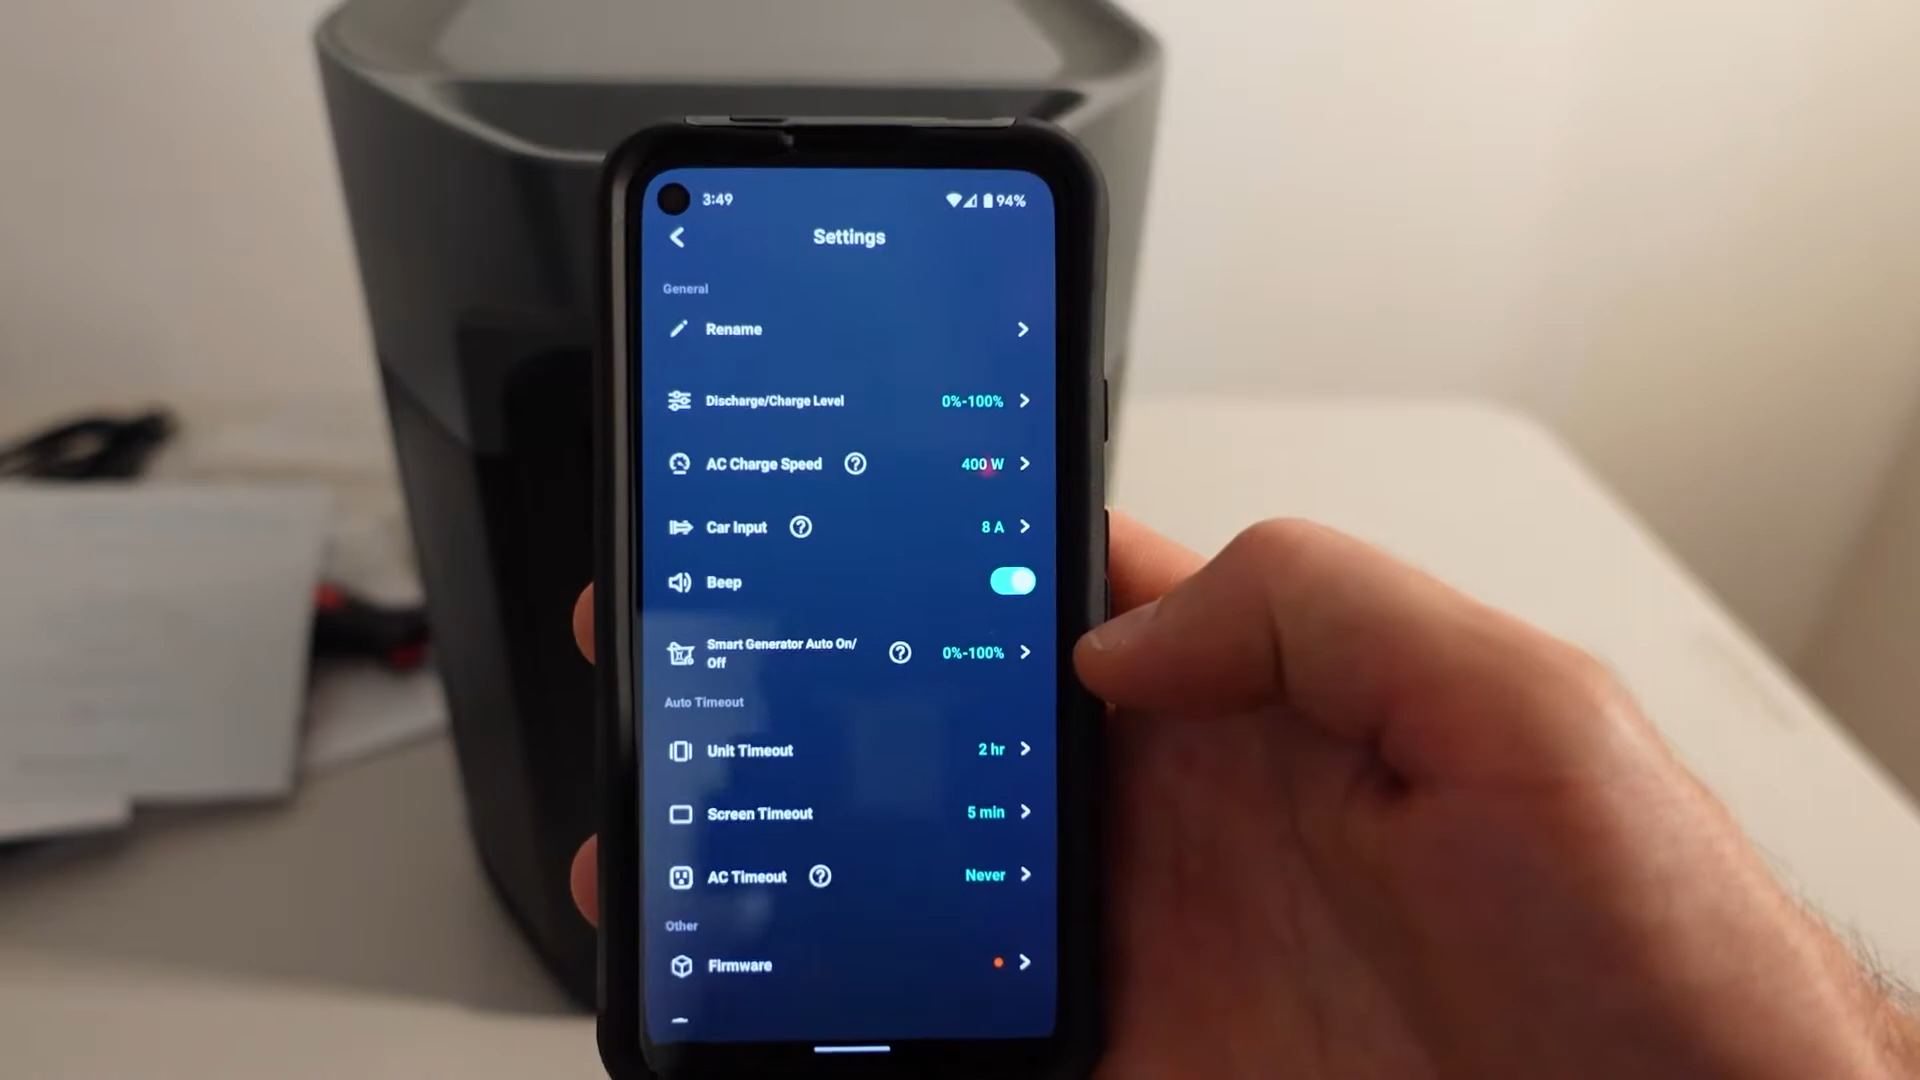 3:49
94%
Settings
General
Rename
Discharge/Charge Level 0%-100%
AC Charge Speed ? 400 W
Car Input ? 8 A
Beep
Smart Generator Auto On/
Off ? 0%-100%
Auto Timeout
Unit Timeout 2 hr
Screen Timeout 5 min
AC Timeout ? Never
Other
Firmware